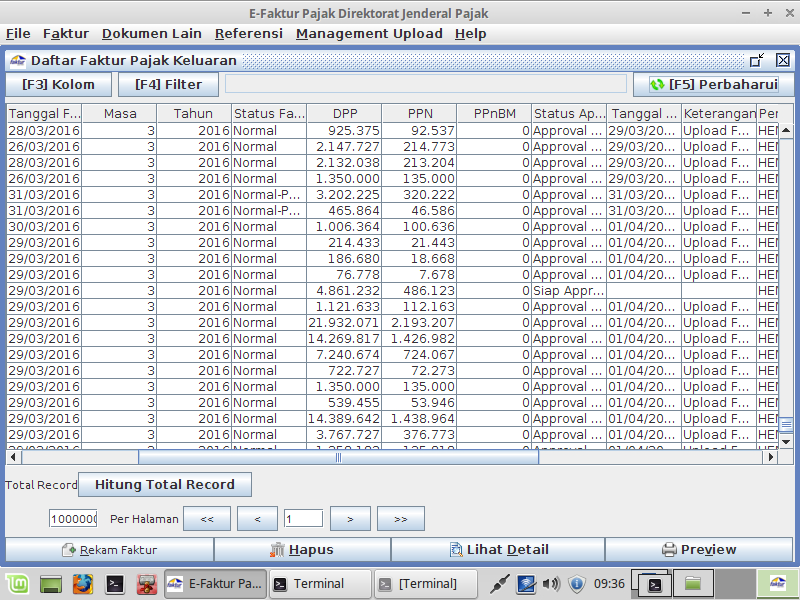 E-Faktur Pajak Direktorat Jenderal Pajak
File Faktur Dokumen Lain Referensi Management Upload Help
Daftar Faktur Pajak Keluaran
[F3] Kolom [F4] Filter [F5] Perbaharui
Tanggal F... Masa Tahun Status Fa... DPP PPN PPnBM Status Ap... Tanggal ... Keterangan Per
28/03/2016 3 2016 Normal 925.375 92.537 0 Approval ... 29/03/20... Upload F... HEN
26/03/2016 3 2016 Normal 2.147.727 214.773 0 Approval ... 29/03/20... Upload F... HEN
28/03/2016 3 2016 Normal 2.132.038 213.204 0 Approval ... 29/03/20... Upload F... HEN
26/03/2016 3 2016 Normal 1.350.000 135.000 0 Approval ... 29/03/20... Upload F... HEN
31/03/2016 3 2016 Normal-P... 3.202.225 320.222 0 Approval ... 31/03/20... Upload F... HEN
31/03/2016 3 2016 Normal-P... 465.864 46.586 0 Approval ... 31/03/20... Upload F... HEN
30/03/2016 3 2016 Normal 1.006.364 100.636 0 Approval ... 01/04/20... Upload F... HEN
29/03/2016 3 2016 Normal 214.433 21.443 0 Approval ... 01/04/20... Upload F... HEN
29/03/2016 3 2016 Normal 186.680 18.668 0 Approval ... 01/04/20... Upload F... HEN
29/03/2016 3 2016 Normal 76.778 7.678 0 Approval ... 01/04/20... Upload F... HEN
29/03/2016 3 2016 Normal 4.861.232 486.123 0 Siap Appr... HEN
29/03/2016 3 2016 Normal 1.121.633 112.163 0 Approval ... 01/04/20... Upload F... HEN
29/03/2016 3 2016 Normal 21.932.071 2.193.207 0 Approval ... 01/04/20... Upload F... HEN
29/03/2016 3 2016 Normal 14.269.817 1.426.982 0 Approval ... 01/04/20... Upload F... HEN
29/03/2016 3 2016 Normal 7.240.674 724.067 0 Approval ... 01/04/20... Upload F... HEN
29/03/2016 3 2016 Normal 722.727 72.273 0 Approval ... 01/04/20... Upload F... HEN
29/03/2016 3 2016 Normal 1.350.000 135.000 0 Approval ... 01/04/20... Upload F... HEN
29/03/2016 3 2016 Normal 539.455 53.946 0 Approval ... 01/04/20... Upload F... HEN
29/03/2016 3 2016 Normal 14.389.642 1.438.964 0 Approval ... 01/04/20... Upload F... HEN
29/03/2016 3 2016 Normal 3.767.727 376.773 0 Approval ... 01/04/20... Upload F... HEN
Total Record Hitung Total Record
1000000 Per Halaman << < 1 > >>
Rekam Faktur Hapus Lihat Detail Preview
E-Faktur Pa... Terminal [Terminal] 09:36